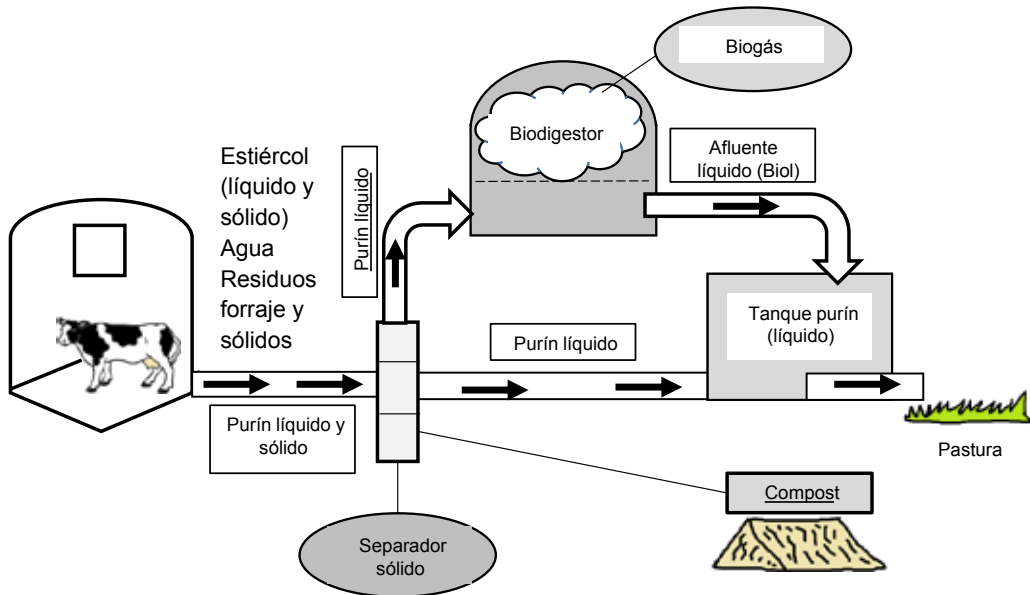 Biogás
Biodigestor
Afluente
líquido (Biol)
Estiércol
(líquido y
sólido)
Agua
Residuos
forraje y
sólidos
Purín líquido
Tanque purín
(líquido)
Purín líquido
Purín líquido y
sólido
Pastura
Compost
Separador
sólido